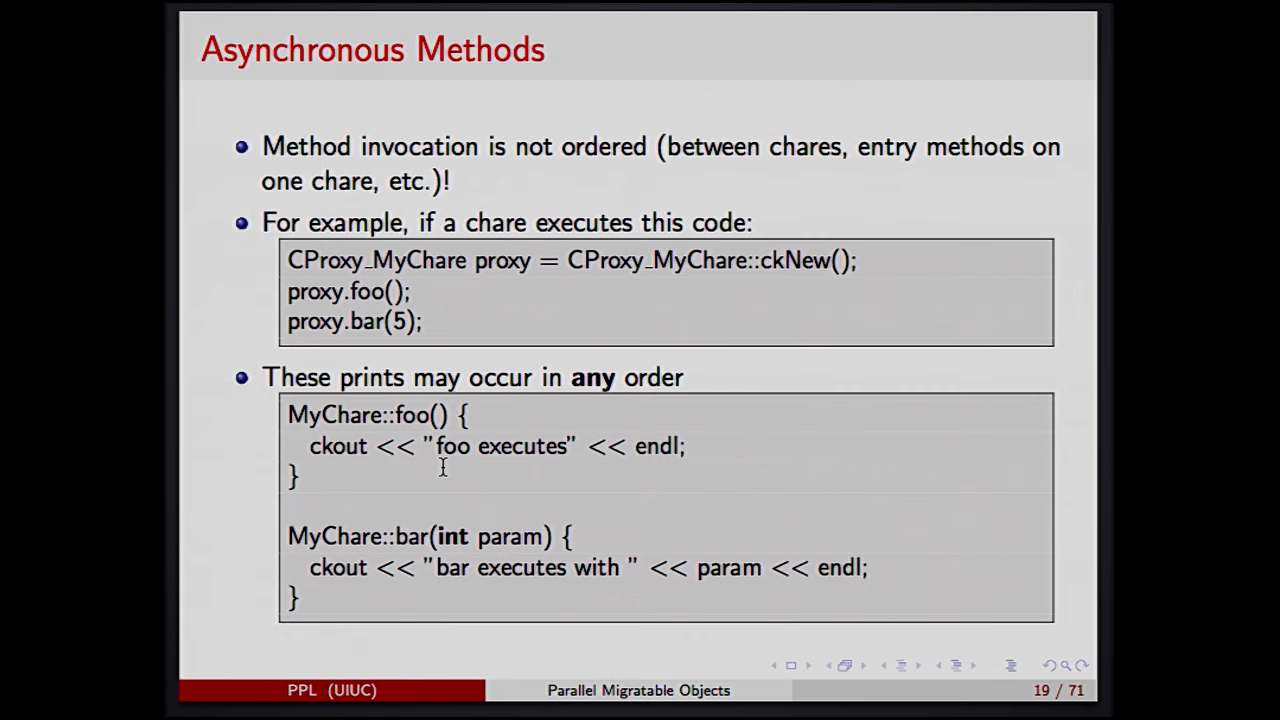 Asynchronous Methods
Method invocation is not ordered (between chares, entry methods on
one chare, etc.)!
For example, if a chare executes this code:
CProxy_MyChare proxy = CProxy_MyChare::ckNew();
proxy.foo();
proxy.bar(5);
These prints may occur in any order
MyChare::foo() {
ckout << "foo executes" << endl;
}
MyChare::bar(int param) {
ckout << "bar executes with " << param << endl;
}
PPL (UIUC)
Parallel Migratable Objects
19 / 71